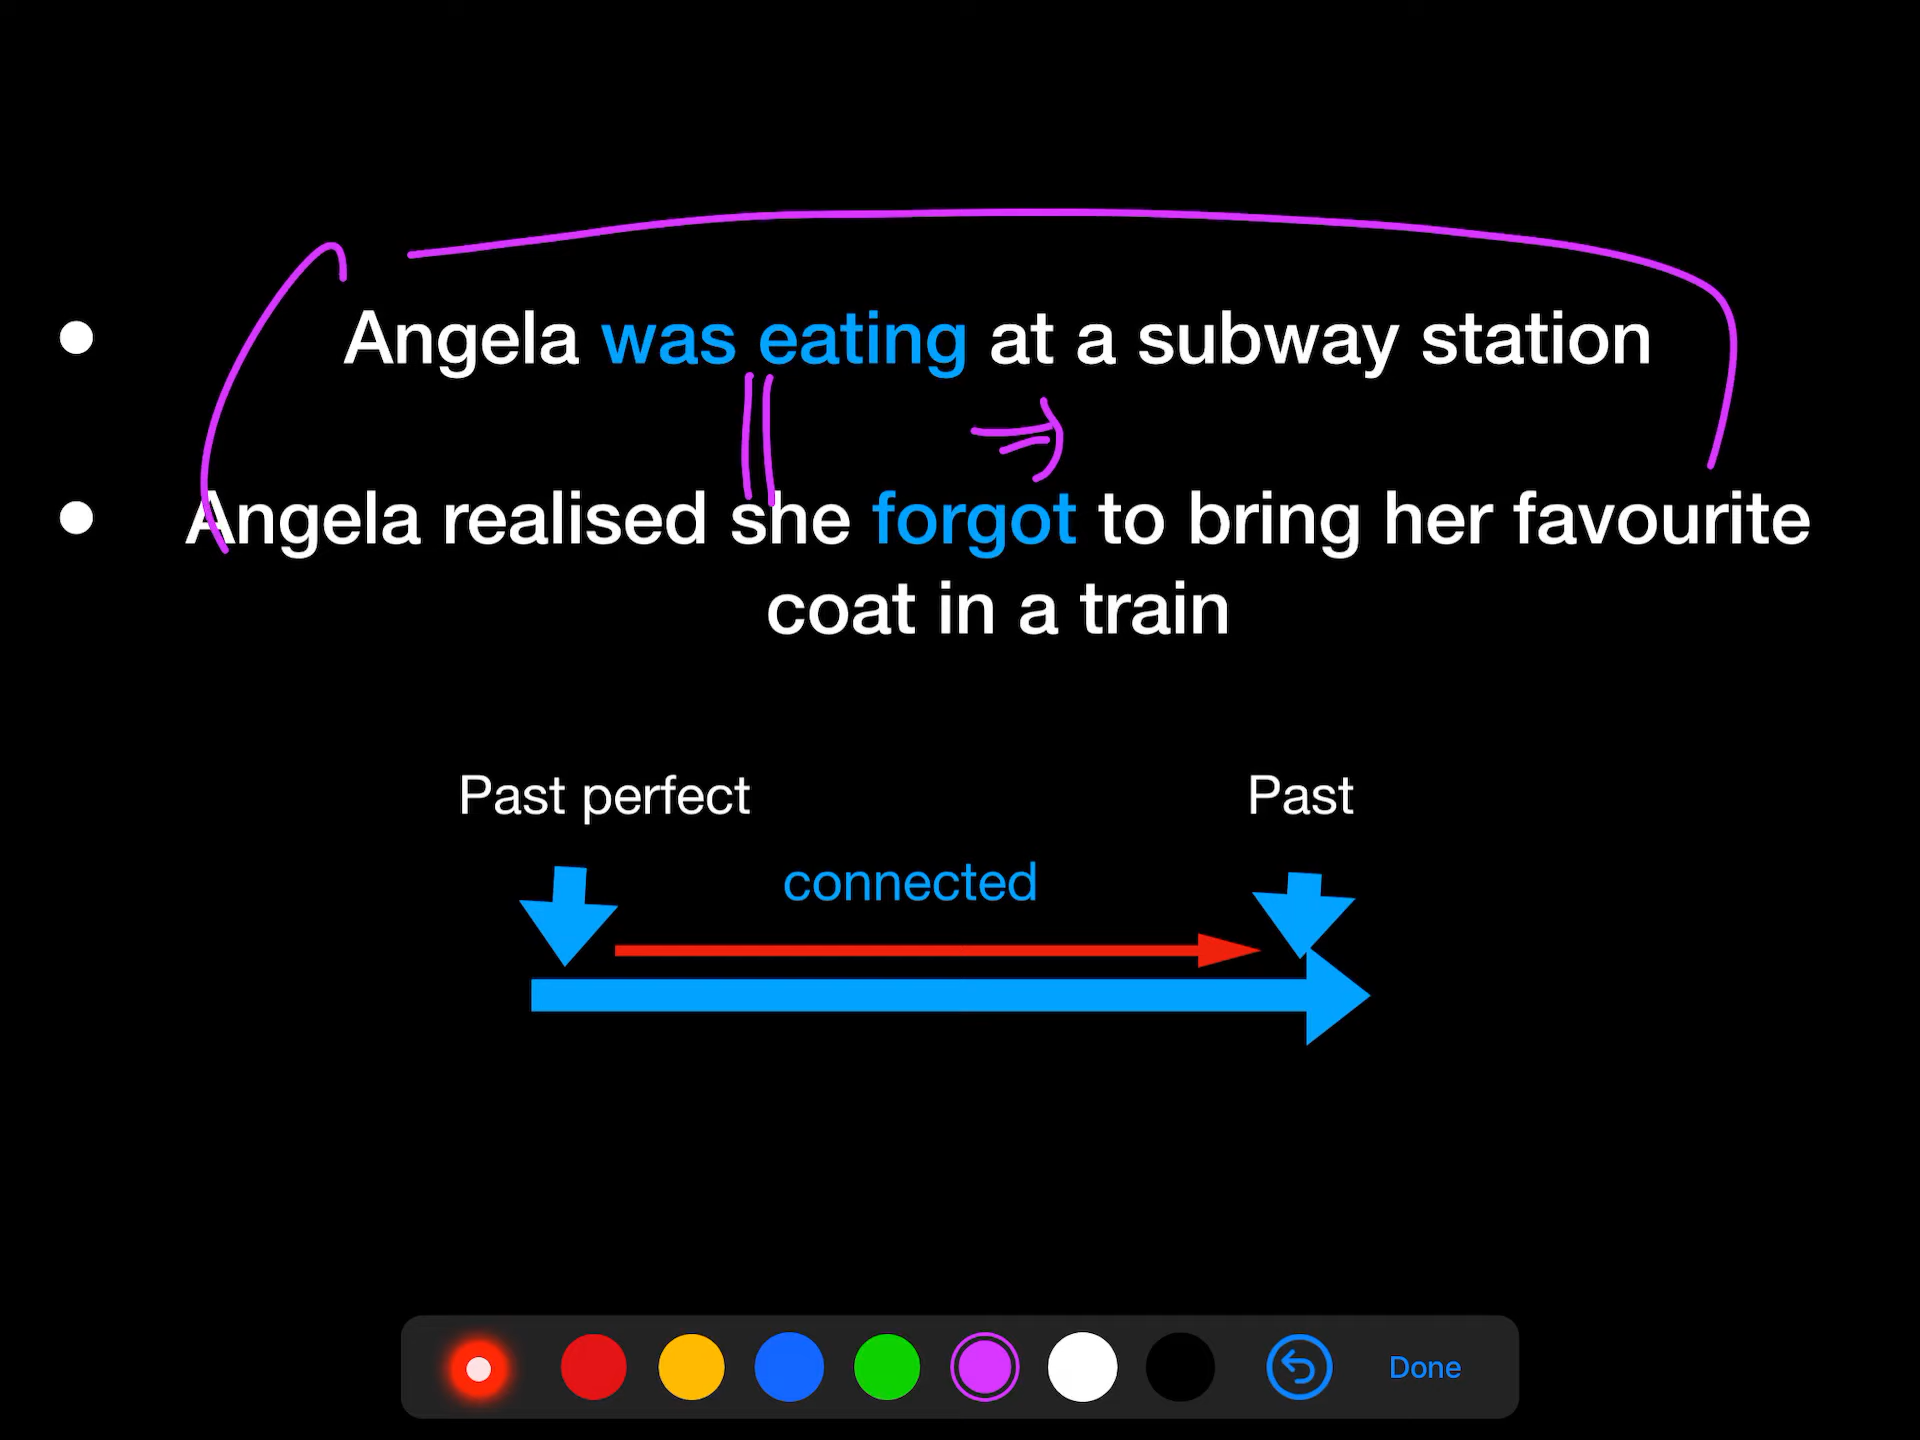 Angela was eating at a subway station
Angela realised she forgot to bring her favourite
coat in a train
Past perfect
Past
connected
Done